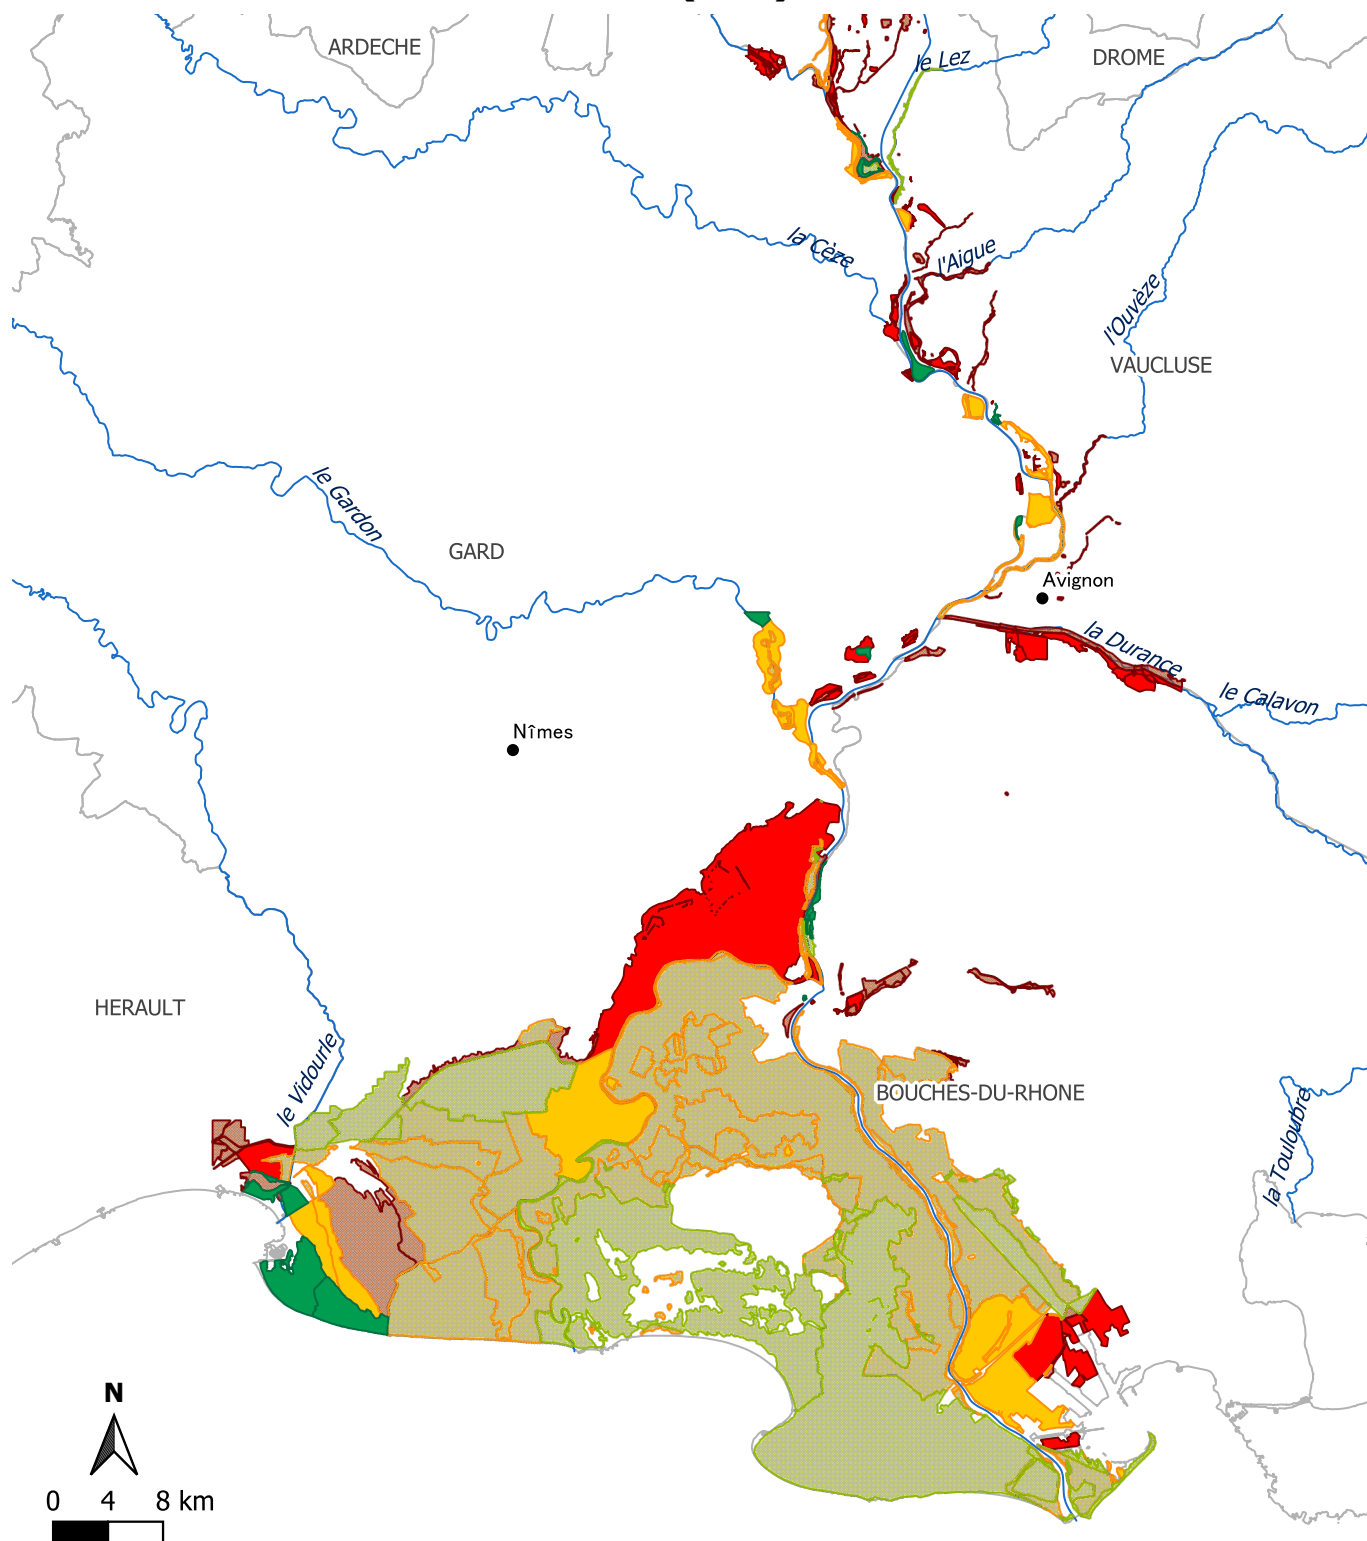 ARDECHE
DROME
le Lez
la Cèze
l'Aigue
l'Ouvèze
VAUCLUSE
le Gardon
GARD
Avignon
la Durance
le Calavon
Nîmes
HERAULT
le Vidourle
BOUCHES-DU-RHONE
la Touloubre
N
0 4 8 km